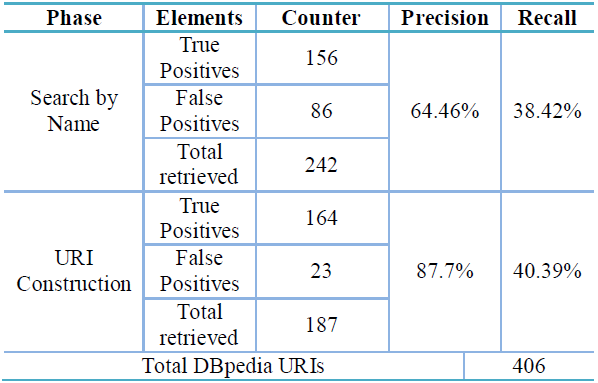 Phase Elements Counter Precision Recall
True
Positives 156
Search by
Name
False
Positives 86 64.46% 38.42%
Total
retrieved 242
True
Positives 164
URI
Construction
False
Positives 23 87.7% 40.39%
Total
retrieved 187
Total DBpedia URIs 406